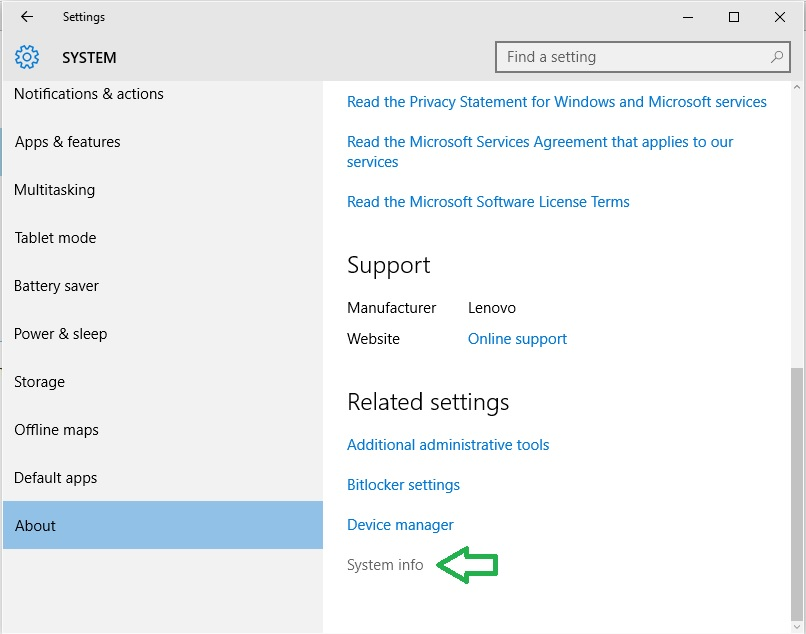 Settings
SYSTEM
Find a setting
Notifications & actions
Apps & features
Multitasking
Tablet mode
Battery saver
Power & sleep
Storage
Offline maps
Default apps
About
Read the Privacy Statement for Windows and Microsoft services
Read the Microsoft Services Agreement that applies to our
services
Read the Microsoft Software License Terms
Support
Manufacturer Lenovo
Website Online support
Related settings
Additional administrative tools
Bitlocker settings
Device manager
System info